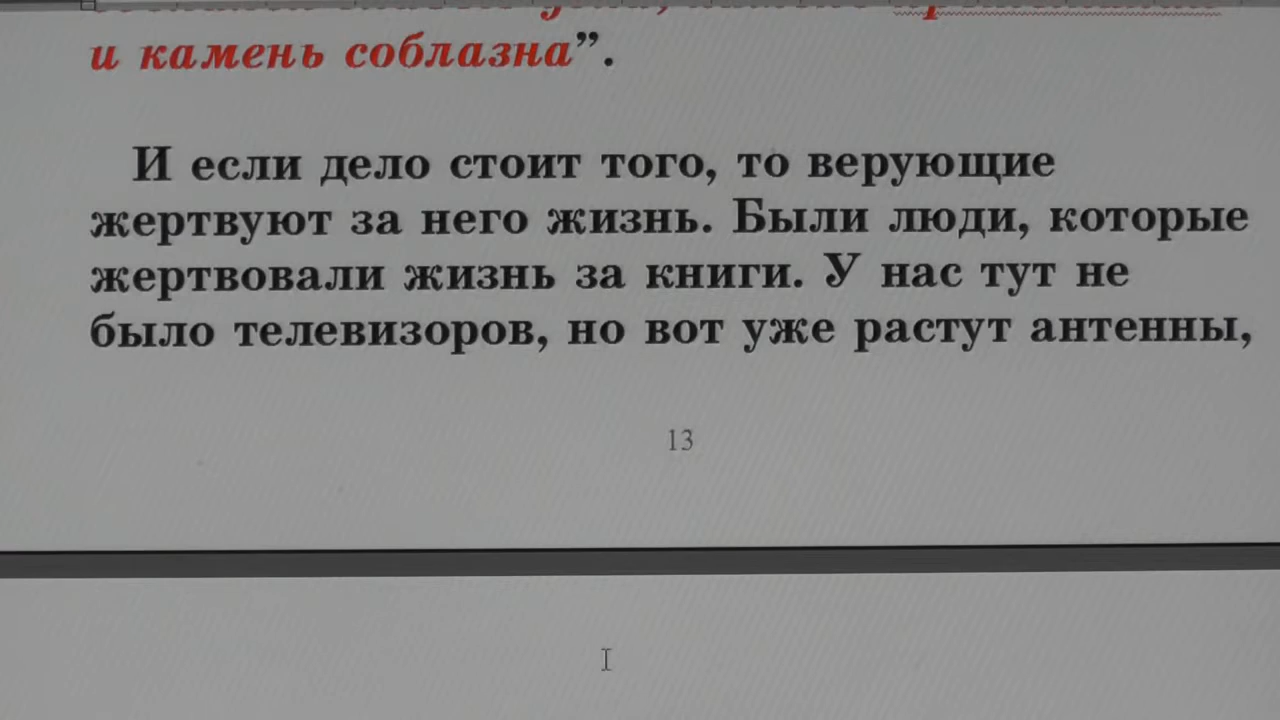 и камень соблазна”.
И если дело стоит того, то верующие
жертвуют за него жизнь. Были люди, которые
жертвовали жизнь за книги. У нас тут не
было телевизоров, но вот уже растут антенны,
13